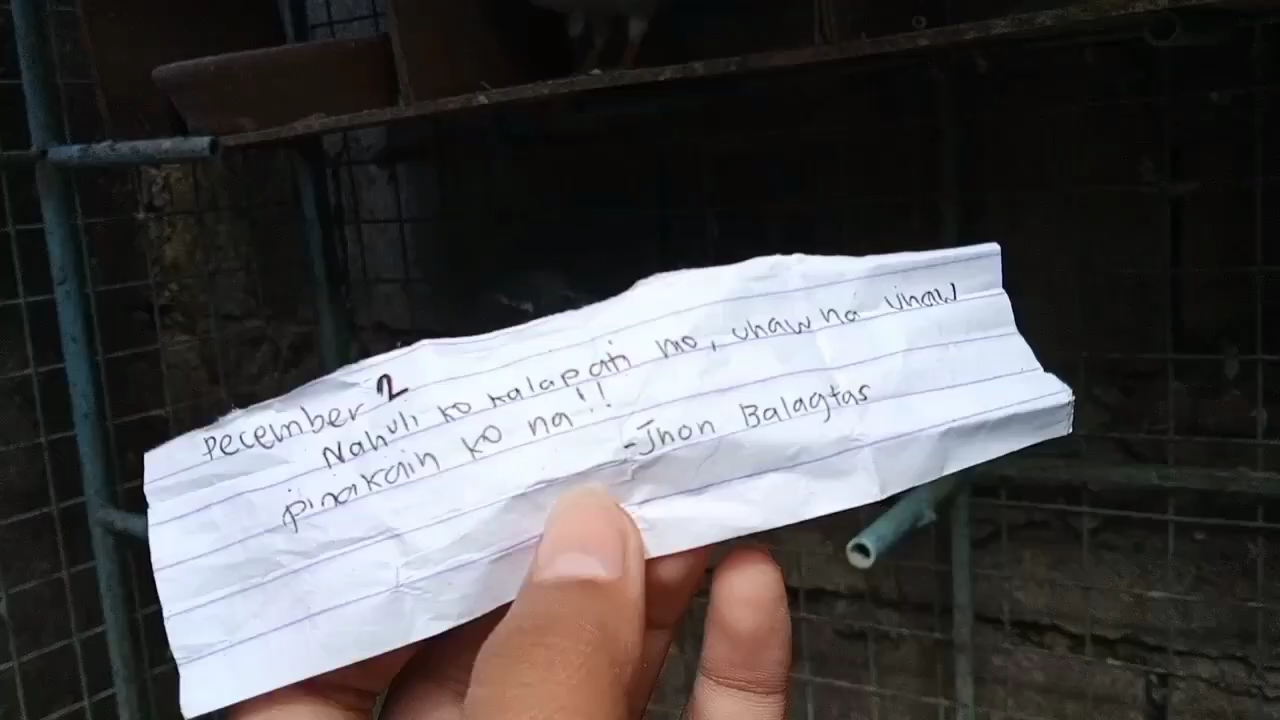 December 2
Nahuli ko kalapati mo, uhaw na uhaw
pinakain ko na!!
-Jhon Balagtas